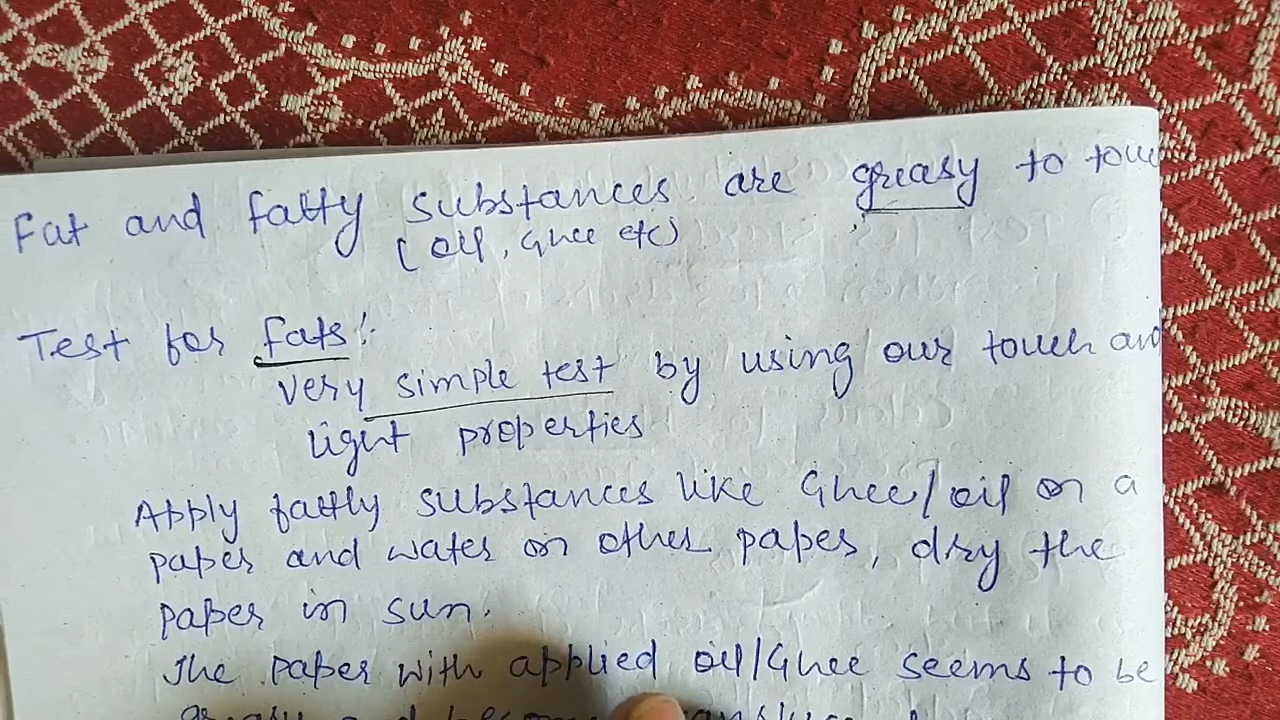 Fat and fatty substances are greasy to touc
(oil, Ghee etc)
Test for fats:
very simple test by using our touch and
light properties
Apply fattly substances like Ghee/oil on a
paper and water on other paper, dry the
paper in sun.
The paper with applied oil/Ghee seems to be